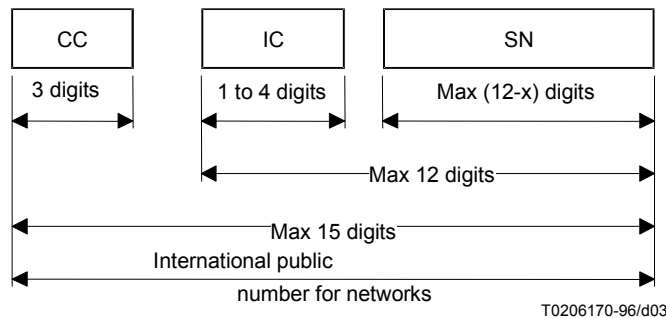 CC IC SN
3 digits 1 to 4 digits Max (12-x) digits
Max 12 digits
Max 15 digits
International public
number for networks
T0206170-96/d03